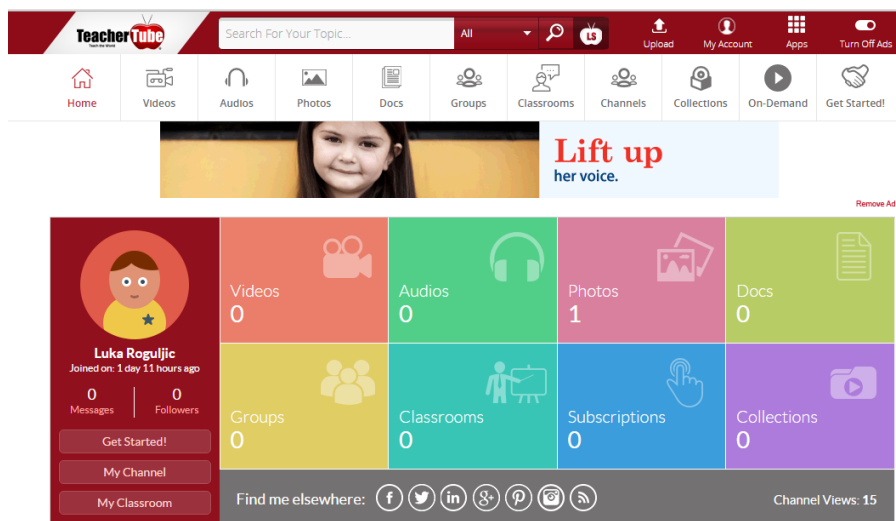 TeacherTube
Teach the World
Search For Your Topic...
All
LS
Upload
My Account
Apps
Turn Off Ads
Home
Videos
Audios
Photos
Docs
Groups
Classrooms
Channels
Collections
On-Demand
Get Started!
Lift up
her voice.
Remove Ad
Luka Roguljic
Joined on: 1 day 11 hours ago
0 0
Messages Followers
Get Started!
My Channel
My Classroom
Videos
0
Audios
0
Photos
1
Docs
0
Groups
0
Classrooms
0
Subscriptions
0
Collections
0
Find me elsewhere:
Channel Views: 15